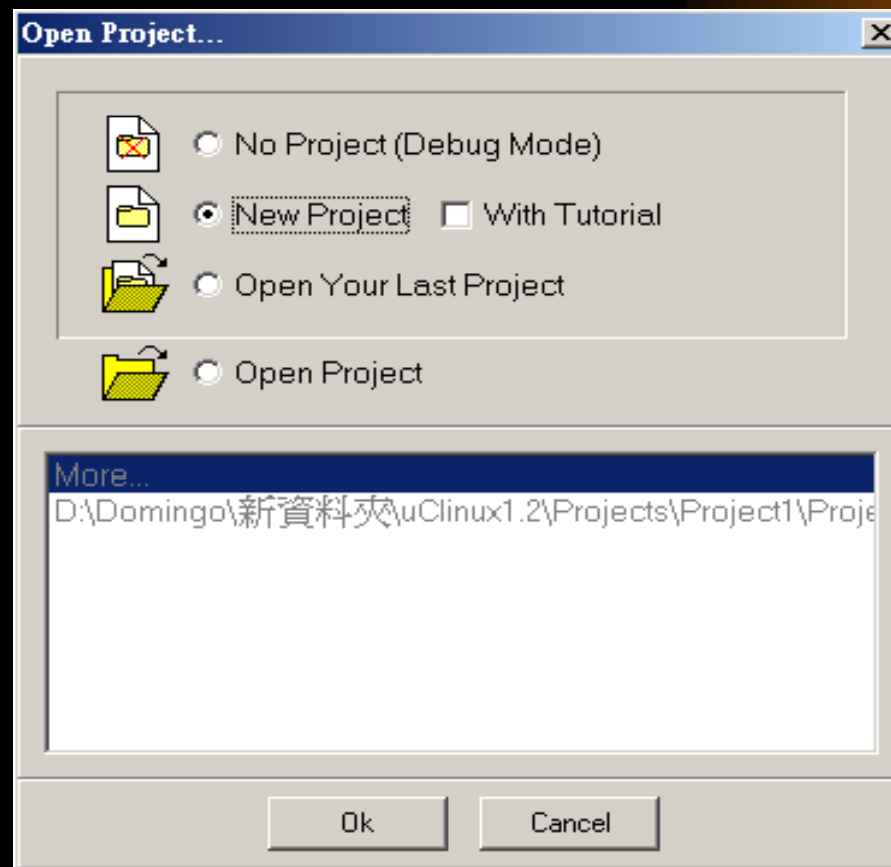 Open Project...
No Project (Debug Mode)
New Project With Tutorial
Open Your Last Project
Open Project
More...
D:\Domingo\新資料夾\uClinux1.2\Projects\Project1\Proje
Ok Cancel